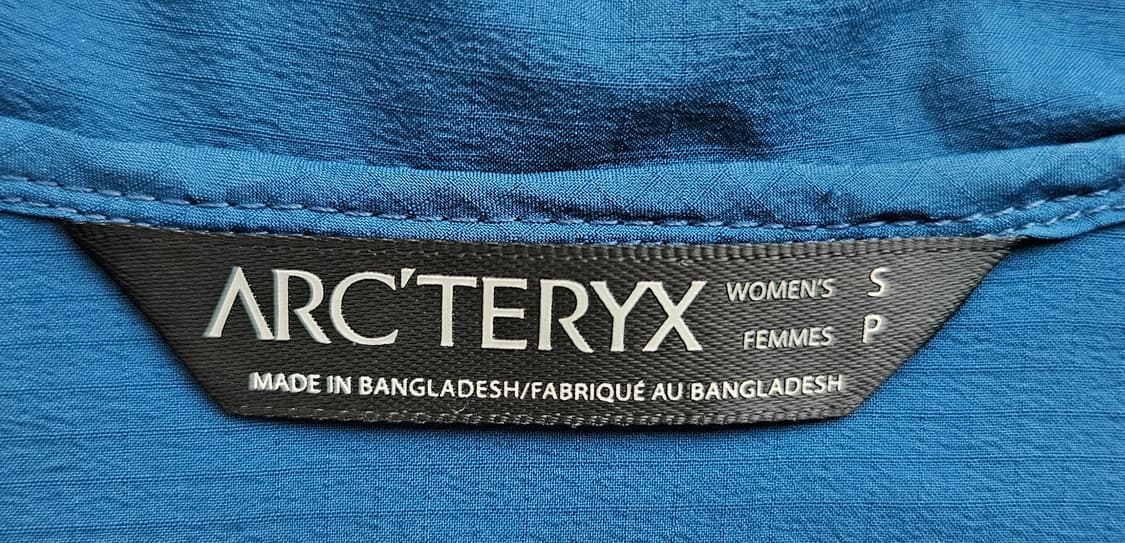 ARC'TERYX WOMEN'S S
FEMMES P
MADE IN BANGLADESH/FABRIQUÉ AU BANGLADESH